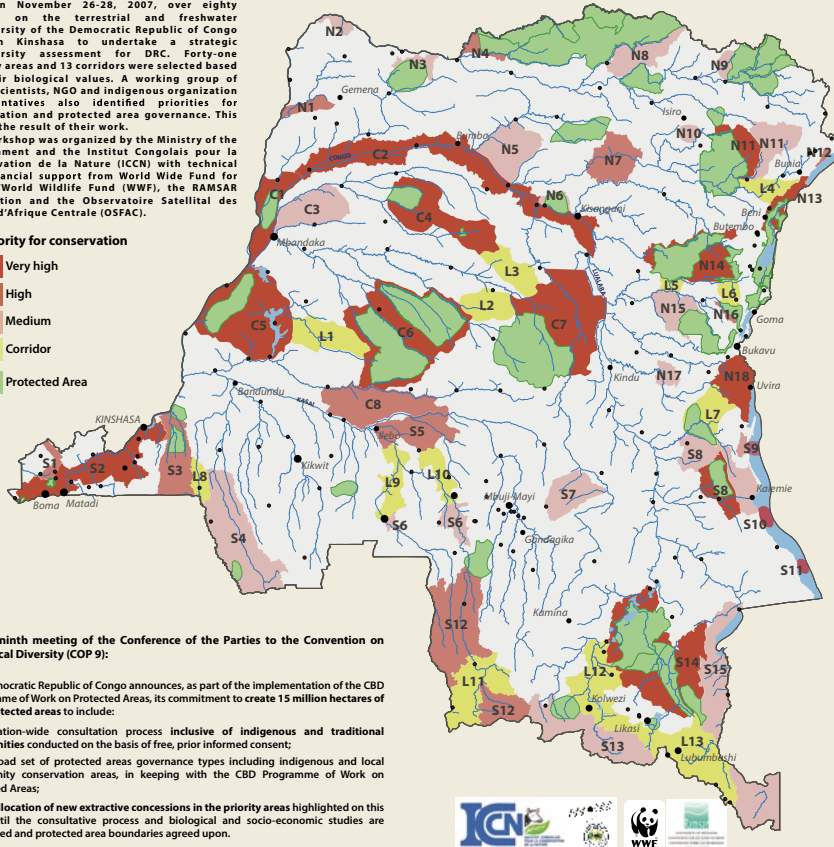 n November 26-28, 2007, over eighty
on the terrestrial and freshwater
rsity of the Democratic Republic of Congo
n Kinshasa to undertake a strategic
rsity assessment for DRC. Forty-one
y areas and 13 corridors were selected based
ir biological values. A working group of
scientists, NGO and indigenous organization
ntatives also identified priorities for
ation and protected area governance. This
the result of their work.
rkshop was organized by the Ministry of the
nment and the Institut Congolais pour la
vation de la Nature (ICCN) with technical
ancial support from World Wide Fund for
/World Wildlife Fund (WWF), the RAMSAR
tion and the Observatoire Satellital des
d'Afrique Centrale (OSFAC).
ority for conservation
Very high
High
Medium
Corridor
Protected Area
N2
N4
N3
N8
N9
Gemena
N1
Isiro
Bumba
CONGO
C2
N5
N7
N10
N11
N11
Bunia
N12
C1
L4
N13
C3
C4
N6
Kisangani
Beni
Butembo
Mbandaka
L3
LUALABA
N14
L5
L6
L2
N15
N16
C5
C6
C7
Goma
L1
Bukavu
Kindu
N17
N18
Uvira
Bandundu
KASAI
C8
L7
KINSHASA
Ilebo
S5
S9
S1
S2
S3
L8
Kikwit
L9
L10
S8
S8
Kalemie
Boma
Matadi
Mbuji-Mayi
S7
S6
S6
S10
S4
Gandagika
S11
Kamina
S12
S14
S15
L12
L11
Kolwezi
S12
Likasi
S13
L13
Lubumbashi
ninth meeting of the Conference of the Parties to the Convention on
cal Diversity (COP 9):
mocratic Republic of Congo announces, as part of the implementation of the CBD
mme of Work on Protected Areas, its commitment to create 15 million hectares of
otected areas to include:
ation-wide consultation process inclusive of indigenous and traditional
nities conducted on the basis of free, prior informed consent;
oad set of protected areas governance types including indigenous and local
nity conservation areas, in keeping with the CBD Programme of Work on
ed Areas;
llocation of new extractive concessions in the priority areas highlighted on this
til the consultative process and biological and socio-economic studies are
ed and protected area boundaries agreed upon.
ICCN
WWF